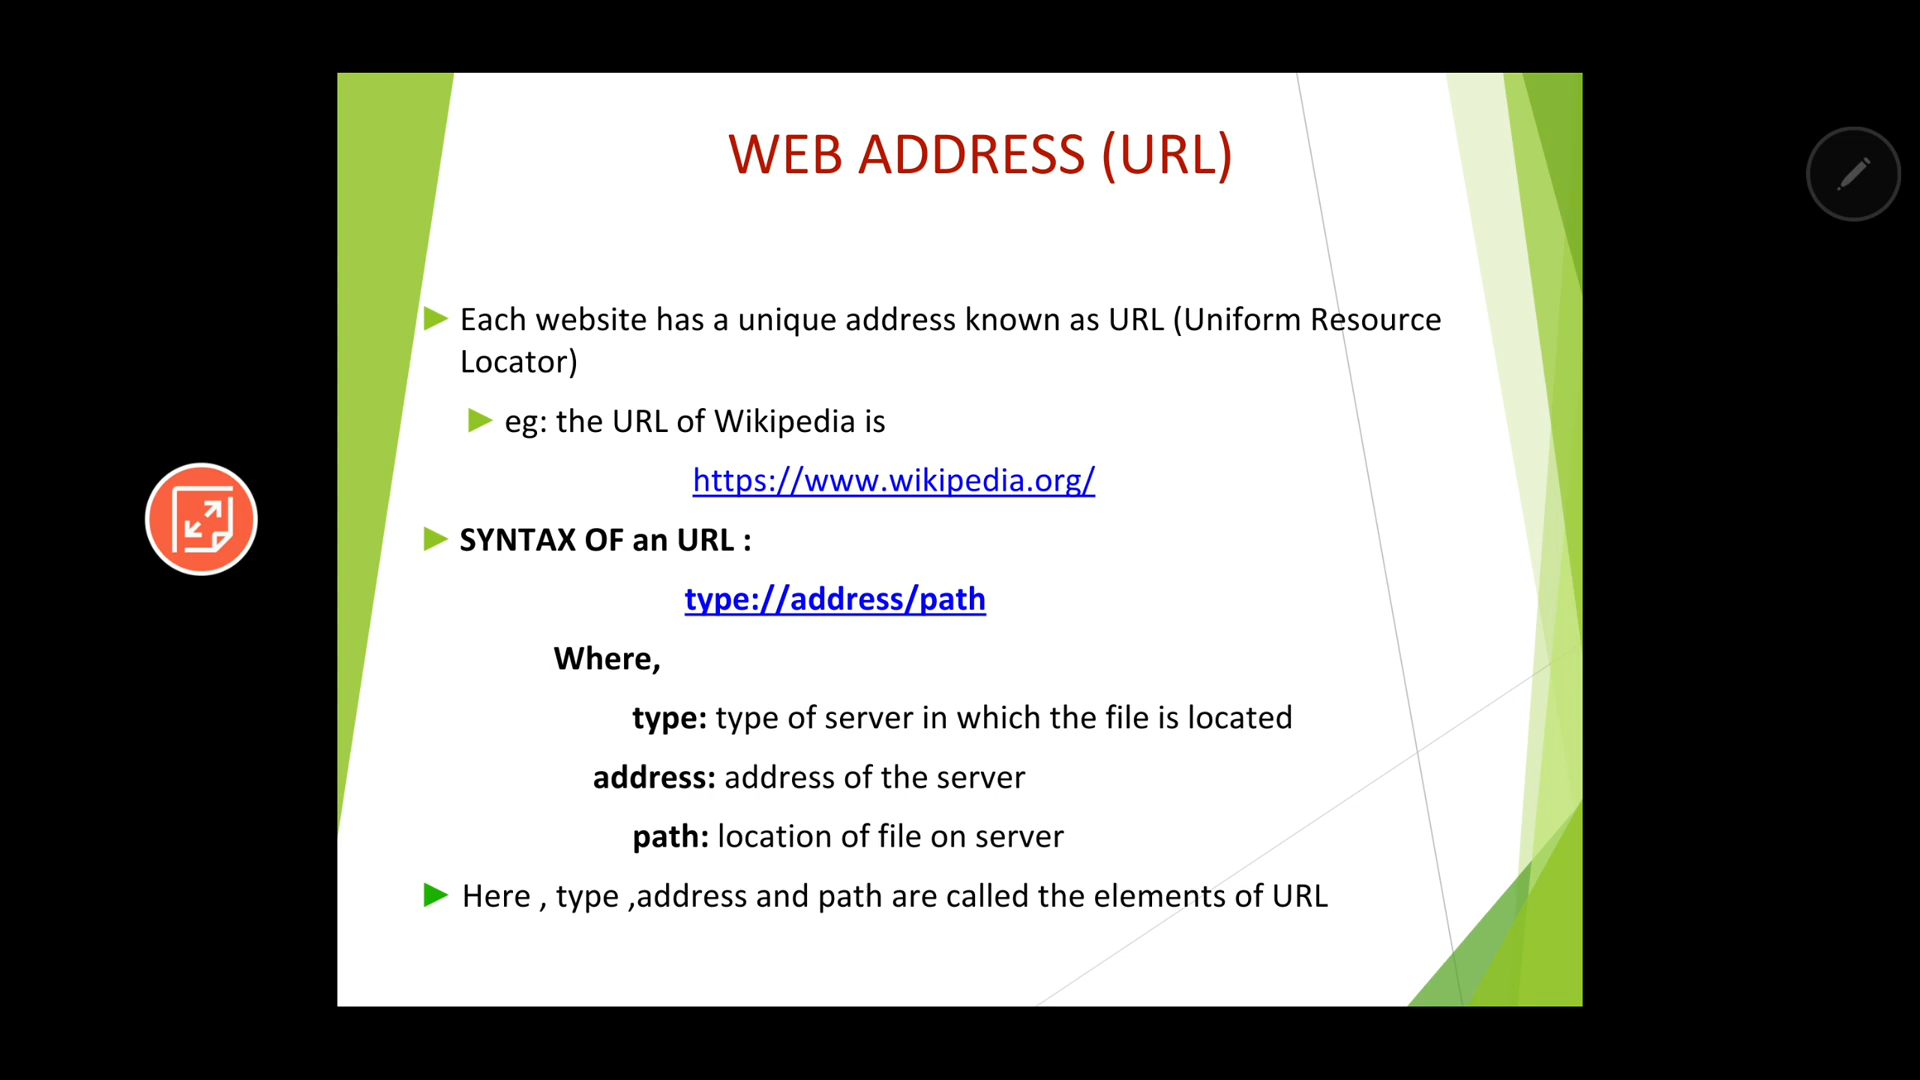 WEB ADDRESS (URL)
Each website has a unique address known as URL (Uniform Resource
Locator)
eg: the URL of Wikipedia is
https://www.wikipedia.org/
SYNTAX OF an URL :
type://address/path
Where,
type: type of server in which the file is located
address: address of the server
path: location of file on server
Here , type ,address and path are called the elements of URL